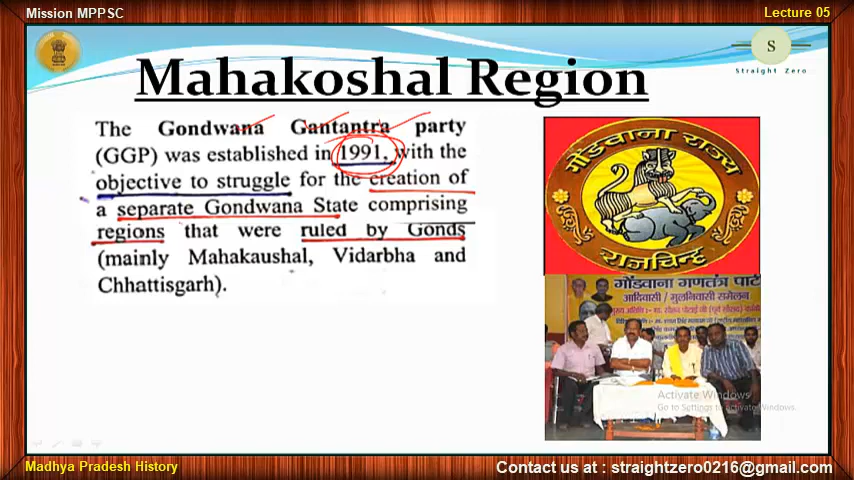 Mission MPPSC
Lecture 05
S
Straight Zero
Mahakoshal Region
The Gondwana Gantantra party
(GGP) was established in 1991, with the
objective to struggle for the creation of
a separate Gondwana State comprising
regions that were ruled by Gonds
(mainly Mahakaushal, Vidarbha and
Chhattisgarh).
गोंडवाना राज्य
राजचिन्ह
गोंडवाना गणतंत्र पार्टी
आदिवासी / मुलनिवासी सम्मेलन
Activate Windows
Go to Settings to Activate Windows.
Madhya Pradesh History
Contact us at : straightzero0216@gmail.com